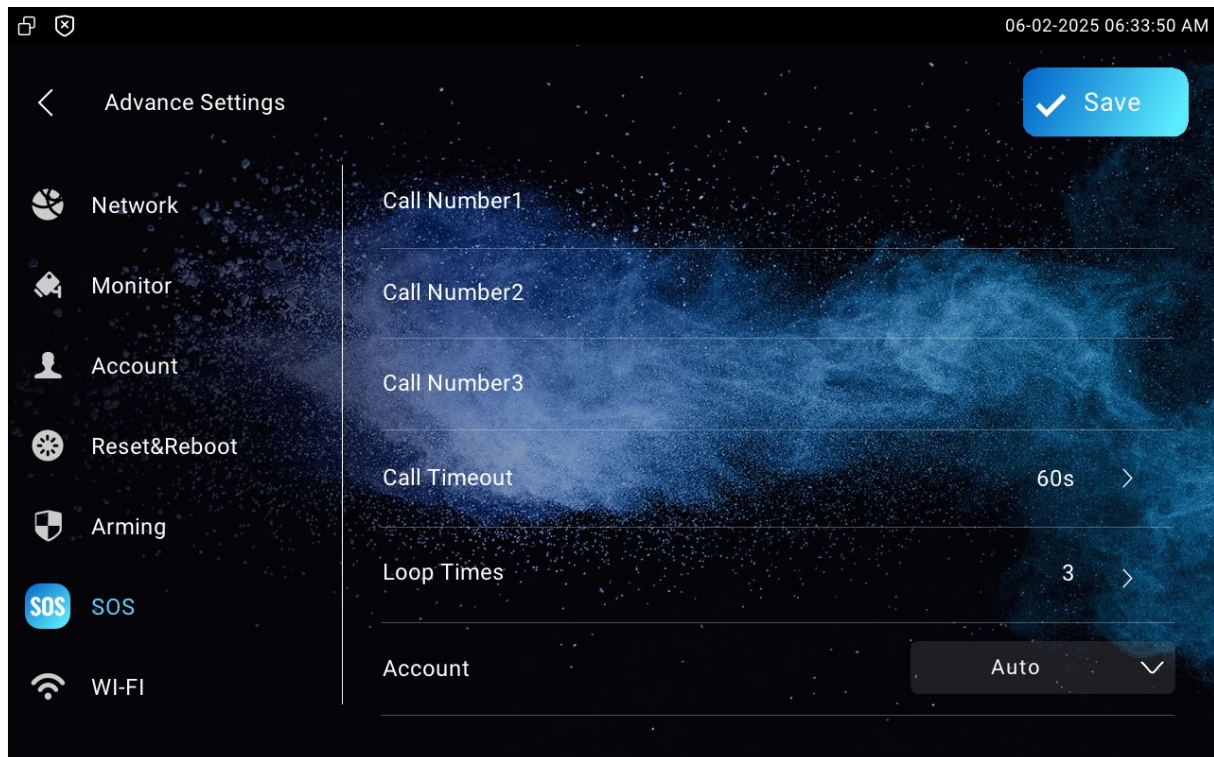 06-02-2025 06:33:50 AM
Advance Settings
Save
Network
Monitor
Account
Reset&Reboot
Arming
SOS SOS
WI-FI
Call Number1
Call Number2
Call Number3
Call Timeout 60s
Loop Times 3
Account Auto